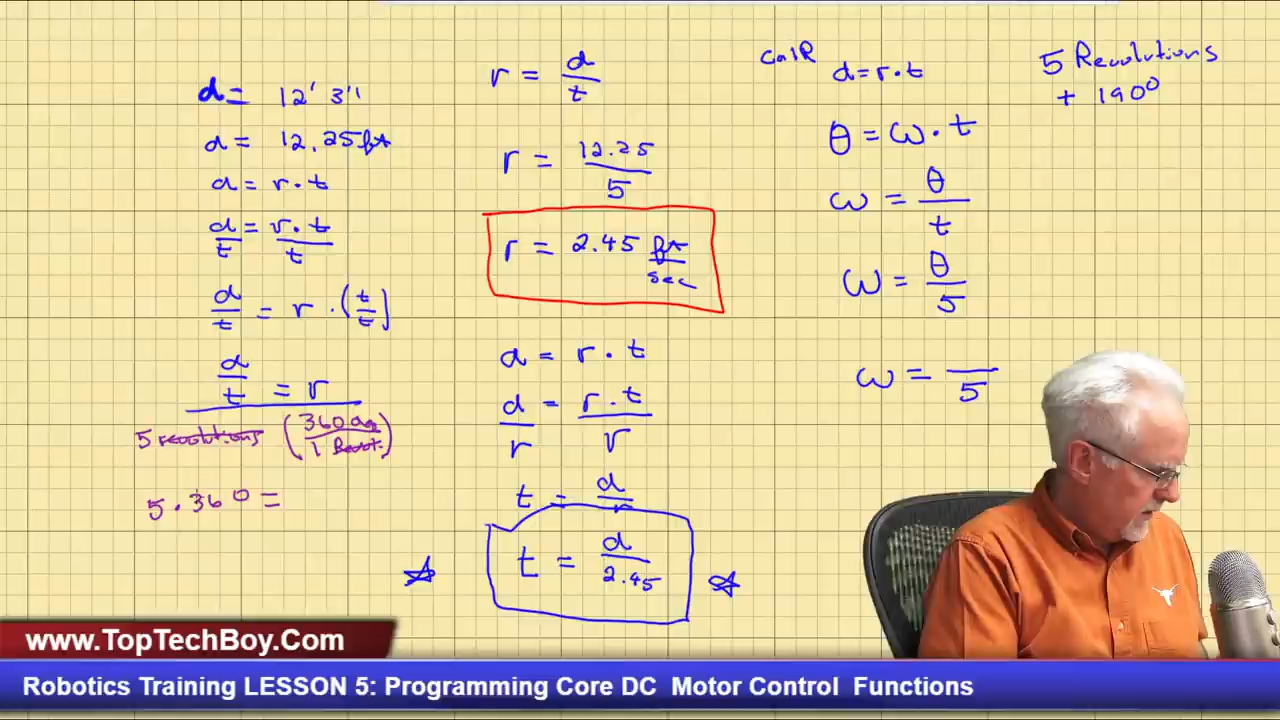 d = 12' 3"
d = 12.25 ft
d = r · t
d/t = r · t/t
d/t = r · (t/t)
d/t = r
5 revolutions (360 deg/1 Revol.)
5 · 360 =
r = d/t
r = 12.25/5
r = 2.45 ft/sec
d = r · t
d/r = r · t/r
t = d/r
t = d/2.45
CalR
d = r · t
θ = ω · t
ω = θ/t
ω = θ/5
ω = /5
5 Revolutions
+ 190°
www.TopTechBoy.Com
Robotics Training LESSON 5: Programming Core DC Motor Control Functions